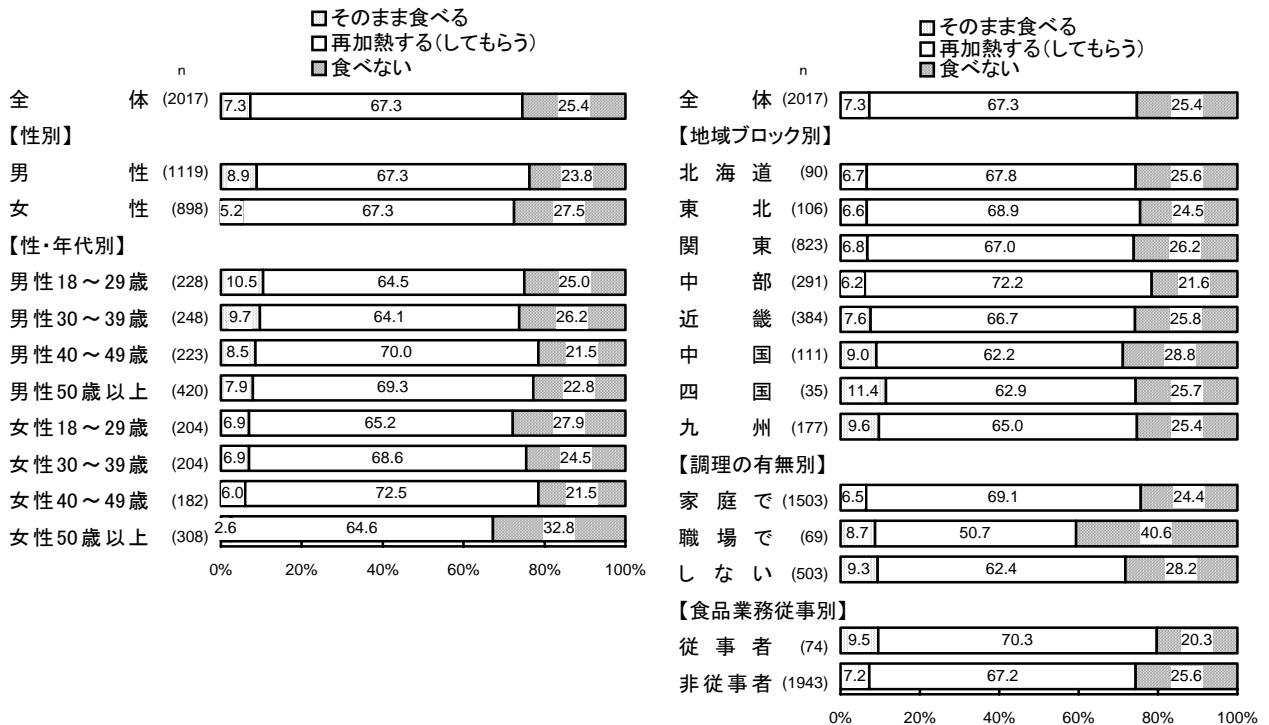 そのまま食べる
再加熱する(してもらう)
食べない
n
全体 (2017) 7.3 67.3 25.4
【性別】
男性 (1119) 8.9 67.3 23.8
女性 (898) 5.2 67.3 27.5
【性・年代別】
男性18～29歳 (228) 10.5 64.5 25.0
男性30～39歳 (248) 9.7 64.1 26.2
男性40～49歳 (223) 8.5 70.0 21.5
男性50歳以上 (420) 7.9 69.3 22.8
女性18～29歳 (204) 6.9 65.2 27.9
女性30～39歳 (204) 6.9 68.6 24.5
女性40～49歳 (182) 6.0 72.5 21.5
女性50歳以上 (308) 2.6 64.6 32.8
0% 20% 40% 60% 80% 100%
そのまま食べる
再加熱する(してもらう)
食べない
n
全体 (2017) 7.3 67.3 25.4
【地域ブロック別】
北海道 (90) 6.7 67.8 25.6
東北 (106) 6.6 68.9 24.5
関東 (823) 6.8 67.0 26.2
中部 (291) 6.2 72.2 21.6
近畿 (384) 7.6 66.7 25.8
中国 (111) 9.0 62.2 28.8
四国 (35) 11.4 62.9 25.7
九州 (177) 9.6 65.0 25.4
【調理の有無別】
家庭で (1503) 6.5 69.1 24.4
職場で (69) 8.7 50.7 40.6
しない (503) 9.3 62.4 28.2
【食品業務従事別】
従事者 (74) 9.5 70.3 20.3
非従事者 (1943) 7.2 67.2 25.6
0% 20% 40% 60% 80% 100%